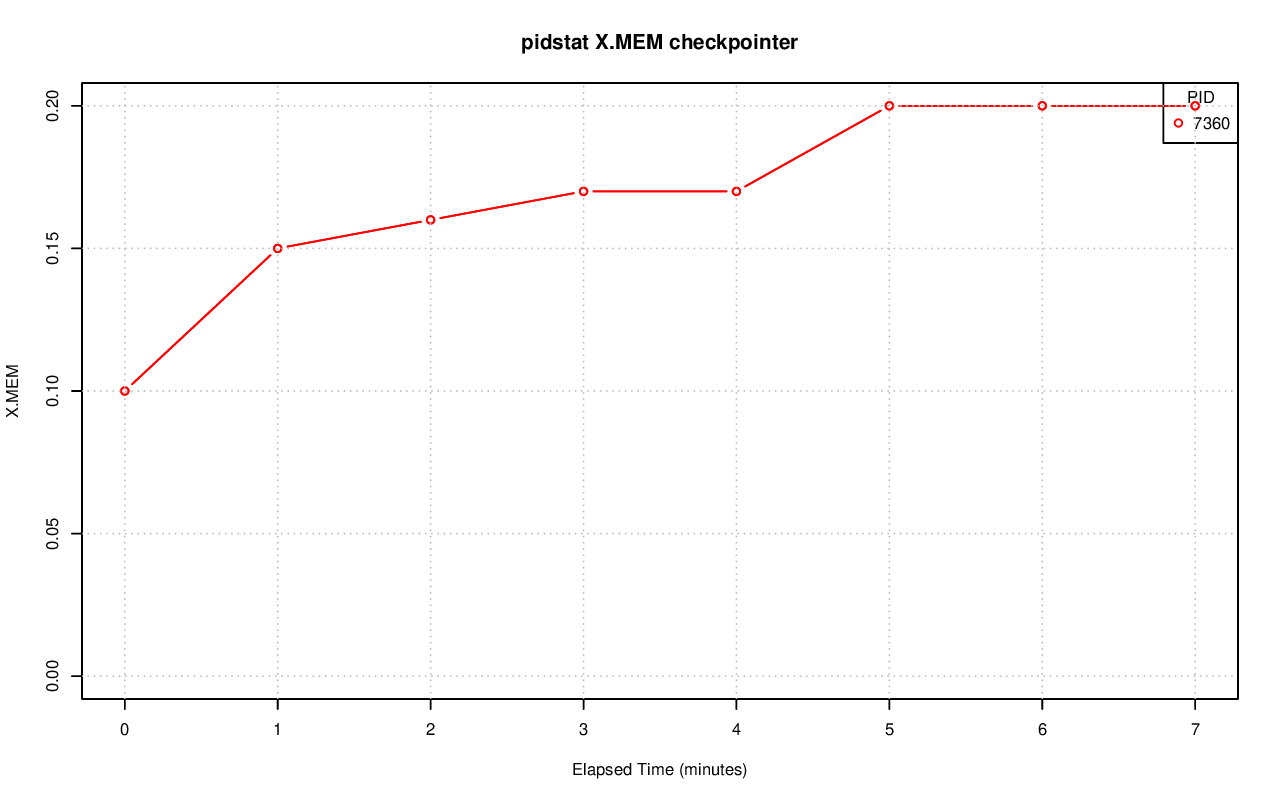 pidstat X.MEM checkpointer
PID
7360
X.MEM
0.20
0.15
0.10
0.05
0.00
0 1 2 3 4 5 6 7
Elapsed Time (minutes)